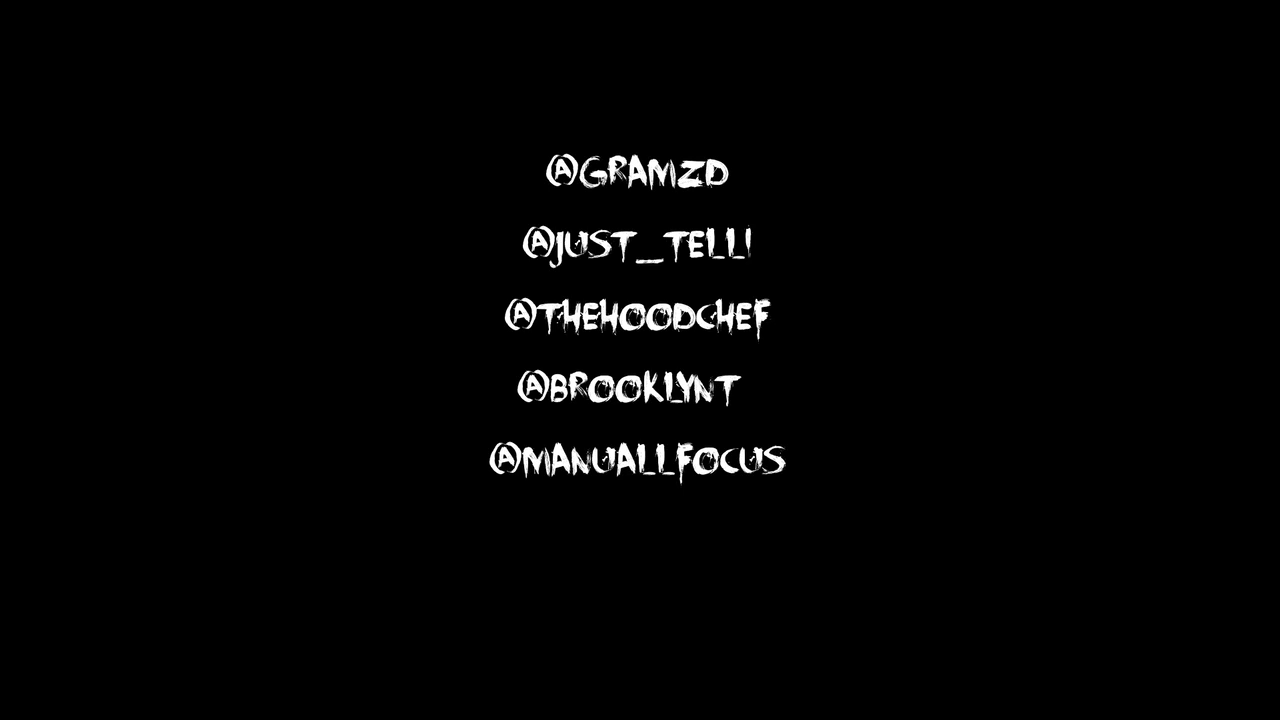 @GRAMZD
@JUST_TELLI
@THEHOODCHEF
@BROOKLYNT
@MANUALLFOCUS